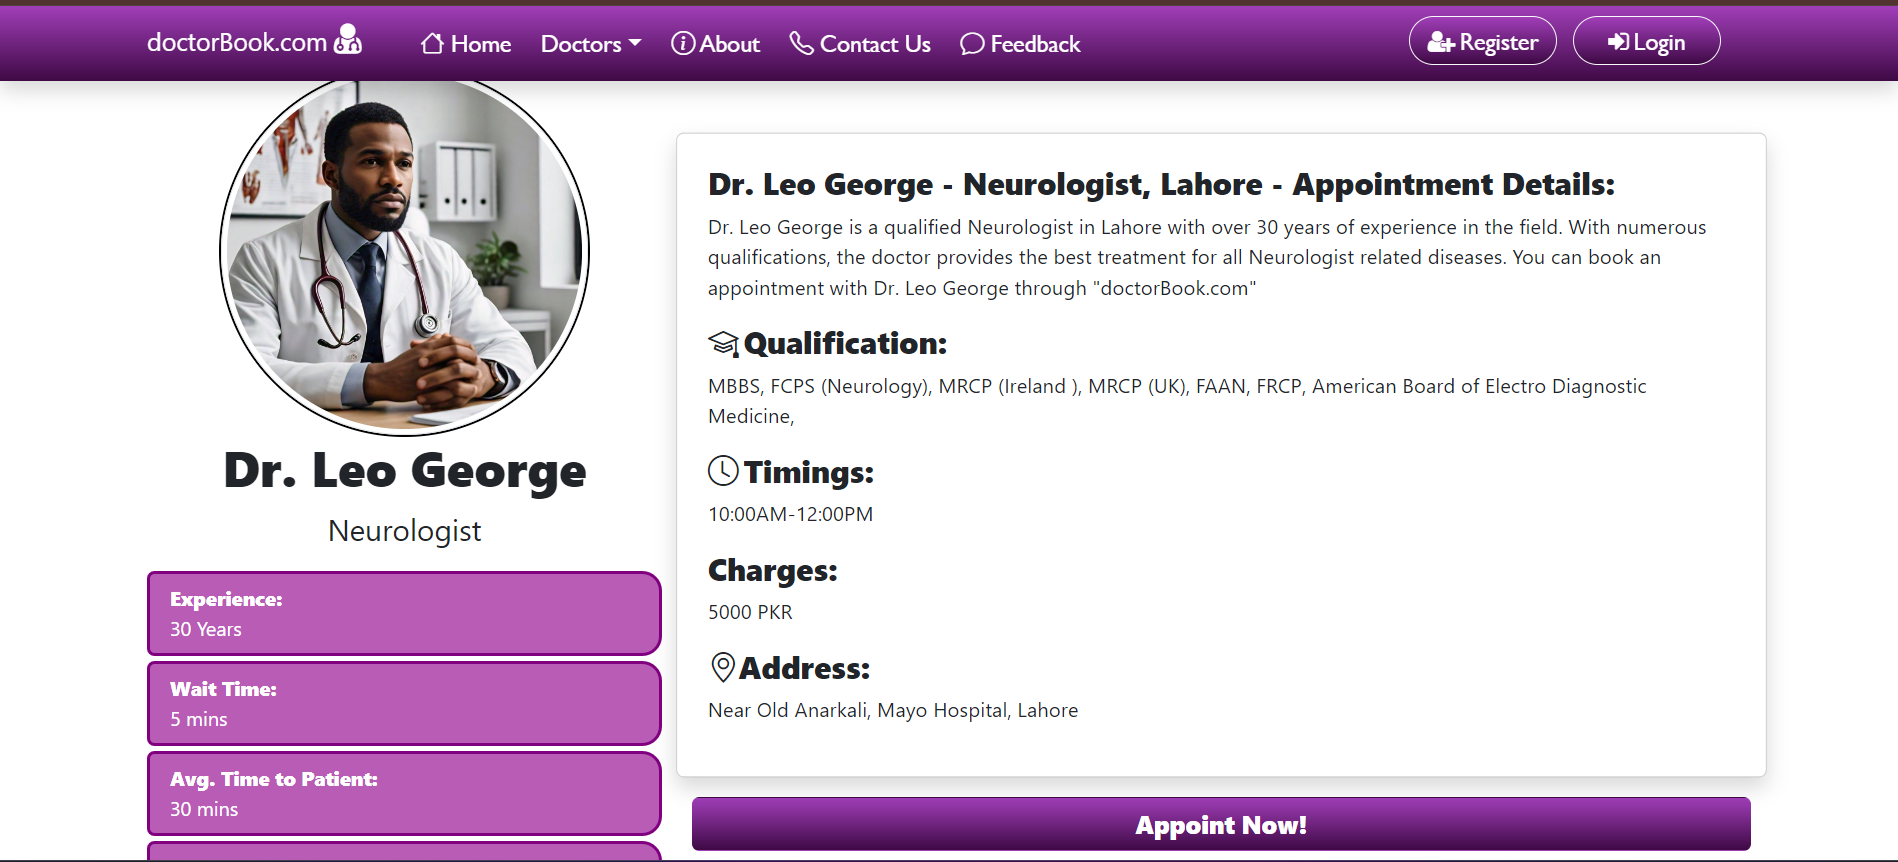 doctorBook.com
Home
Doctors
About
Contact Us
Feedback
Register
Login
Dr. Leo George
Neurologist
Experience:
30 Years
Wait Time:
5 mins
Avg. Time to Patient:
30 mins
Dr. Leo George - Neurologist, Lahore - Appointment Details:
Dr. Leo George is a qualified Neurologist in Lahore with over 30 years of experience in the field. With numerous
qualifications, the doctor provides the best treatment for all Neurologist related diseases. You can book an
appointment with Dr. Leo George through "doctorBook.com"
Qualification:
MBBS, FCPS (Neurology), MRCP (Ireland ), MRCP (UK), FAAN, FRCP, American Board of Electro Diagnostic
Medicine,
Timings:
10:00AM-12:00PM
Charges:
5000 PKR
Address:
Near Old Anarkali, Mayo Hospital, Lahore
Appoint Now!